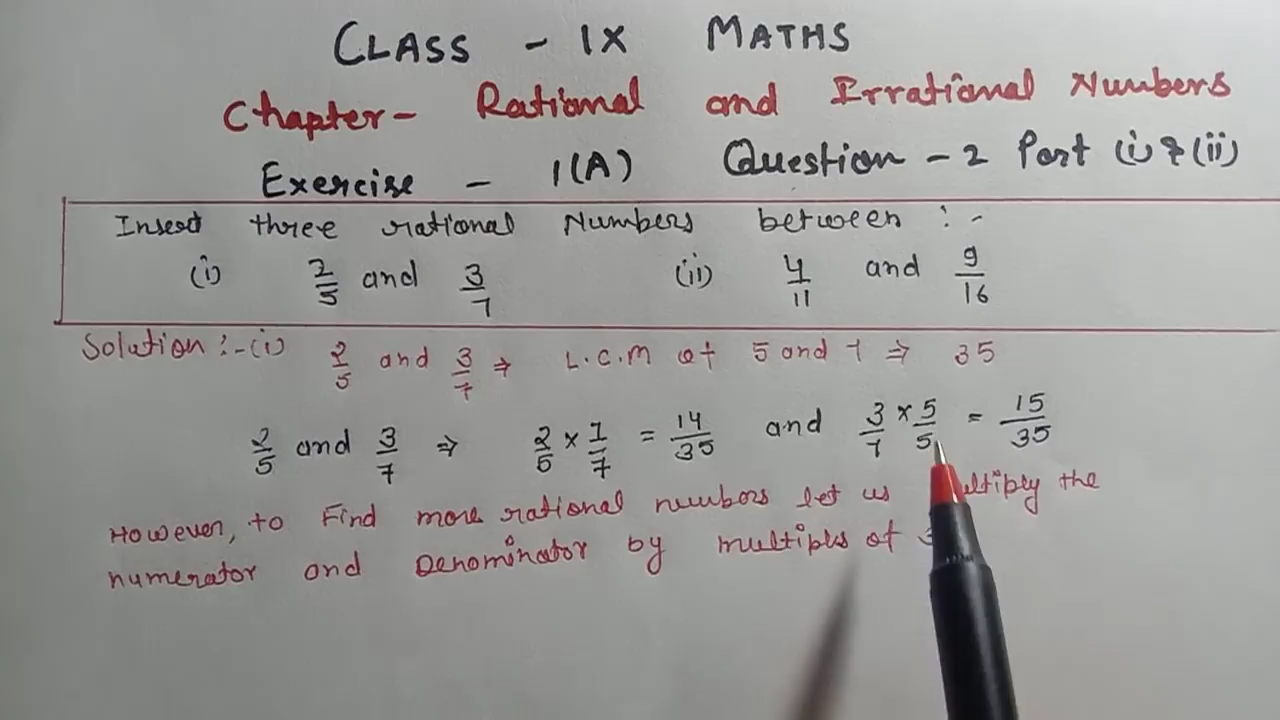 CLASS - IX MATHS
Chapter- Rational and Irrational Numbers
Exercise - 1(A) Question - 2 Part (i) & (ii)
Insert three rational Numbers between :-
(i) 2/5 and 3/7 (ii) 4/11 and 9/16
Solution :-(i) 2/5 and 3/7 ⇒ L.C.M of 5 and 7 ⇒ 35
2/5 and 3/7 ⇒ 2/5 × 7/7 = 14/35 and 3/7 × 5/5 = 15/35
However, to Find more rational numbers let us the
numerator and Denominator by multiples of